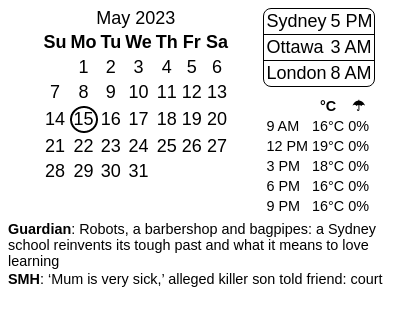 May 2023
Su Mo Tu We Th Fr Sa
1 2 3 4 5 6
7 8 9 10 11 12 13
14 15 16 17 18 19 20
21 22 23 24 25 26 27
28 29 30 31
Sydney 5 PM
Ottawa 3 AM
London 8 AM
°C ☂
9 AM 16°C 0%
12 PM 19°C 0%
3 PM 18°C 0%
6 PM 16°C 0%
9 PM 16°C 0%
Guardian: Robots, a barbershop and bagpipes: a Sydney
school reinvents its tough past and what it means to love
learning
SMH: ‘Mum is very sick,’ alleged killer son told friend: court